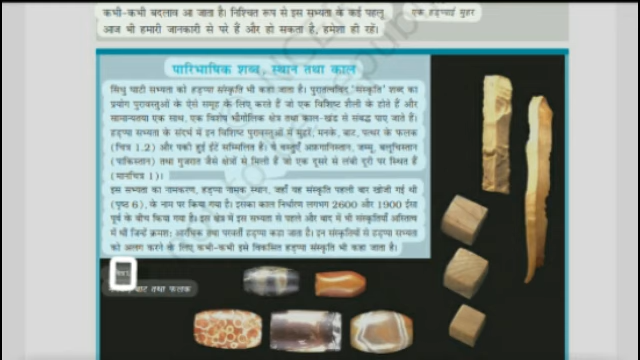 कभी-कभी बदलाव आ जाता है। निश्चित रूप से इस सभ्यता के कई पहलू
एक हड़प्पाई मुहर
आज भी हमारी जानकारी से परे हैं और हो सकता है, हमेशा ही रहें।
पारिभाषिक शब्द, स्थान तथा काल
सिंधु घाटी सभ्यता को हड़प्पा संस्कृति भी कहा जाता है। पुरातत्वविद 'संस्कृति' शब्द का
प्रयोग पुरावस्तुओं के ऐसे समूह के लिए करते हैं जो एक विशिष्ट शैली के होते हैं और
सामान्यतया एक साथ, एक विशेष भौगोलिक क्षेत्र तथा काल-खंड से संबद्ध पाए जाते हैं।
हड़प्पा सभ्यता के संदर्भ में इन विशिष्ट पुरावस्तुओं में मुहरें, मनके, बाट, पत्थर के फलक
(चित्र 1.2) और पकी हुई ईंटें सम्मिलित हैं। ये वस्तुएँ अफ़गानिस्तान, जम्मू, बलूचिस्तान
(पाकिस्तान) तथा गुजरात जैसे क्षेत्रों से मिली हैं जो एक दूसरे से लंबी दूरी पर स्थित हैं
(मानचित्र 1)।
इस सभ्यता का नामकरण, हड़प्पा नामक स्थान, जहाँ यह संस्कृति पहली बार खोजी गई थी
(पृष्ठ 6), के नाम पर किया गया है। इसका काल निर्धारण लगभग 2600 और 1900 ईसा
पूर्व के बीच किया गया है। इस क्षेत्र में इस सभ्यता से पहले और बाद में भी संस्कृतियाँ अस्तित्व
में थीं जिन्हें क्रमश: आरंभिक तथा परवर्ती हड़प्पा कहा जाता है। इन संस्कृतियों से हड़प्पा सभ्यता
को अलग करने के लिए कभी-कभी इसे विकसित हड़प्पा संस्कृति भी कहा जाता है।
बाट तथा फलक